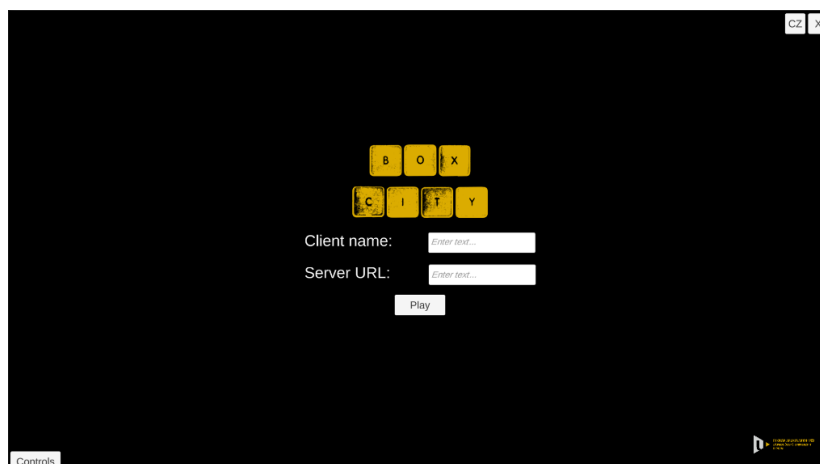 CZ X
BOX
CITY
Client name: Enter text...
Server URL: Enter text...
Play
Controls